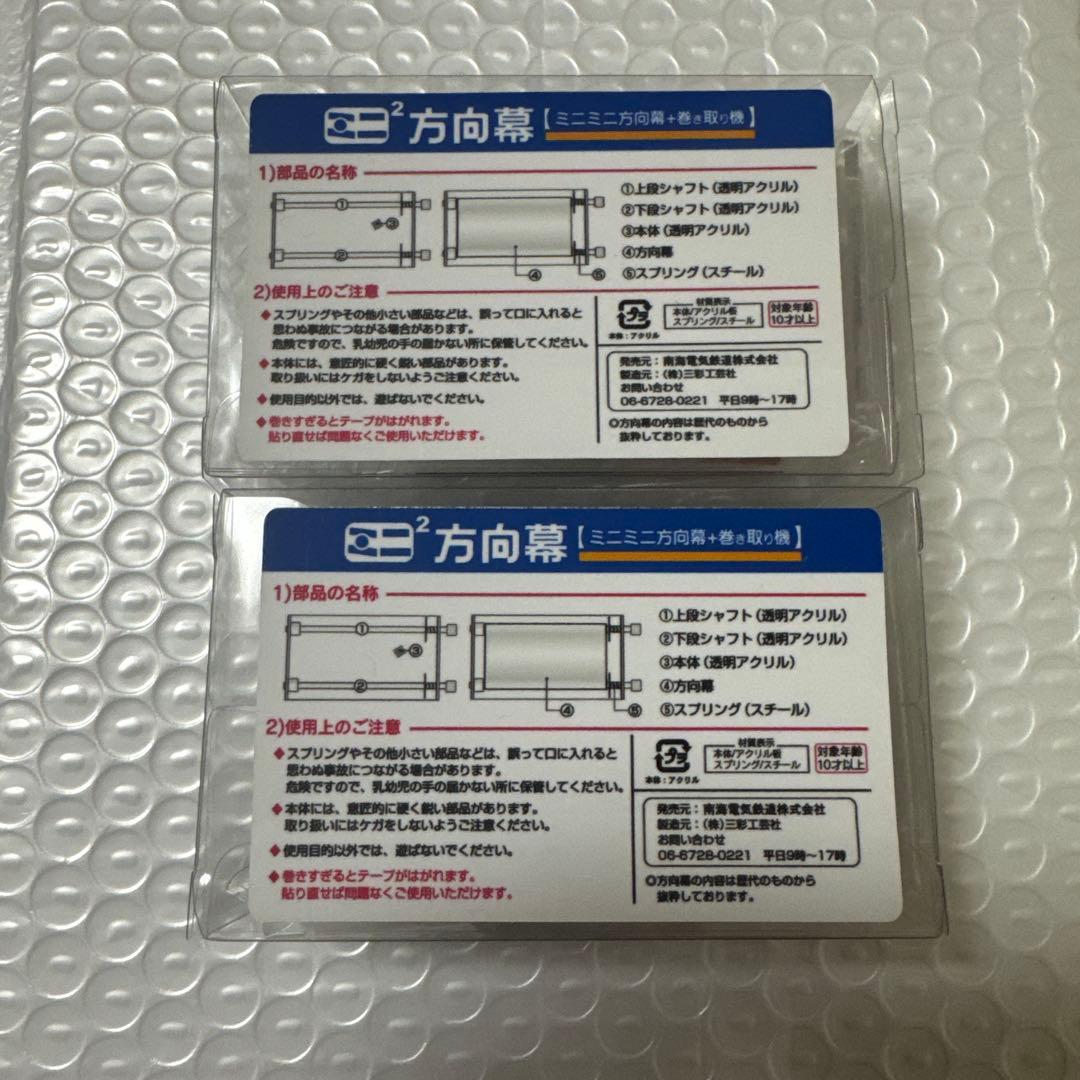 2方向幕【ミニミニ方向幕+巻き取り機】
1)部品の名称
①
③
②
④
⑤
①上段シャフト(透明アクリル)
②下段シャフト(透明アクリル)
③本体(透明アクリル)
④方向幕
⑤スプリング(スチール)
2)使用上のご注意
◆スプリングやその他小さい部品などは、誤って口に入れると
思わぬ事故につながる場合があります。
危険ですので、乳幼児の手の届かない所に保管してください。
◆本体には、意匠的に硬く鋭い部品があります。
取り扱いにはケガをしないようご注意ください。
◆使用目的以外では、遊ばないでください。
◆巻きすぎるとテープがはがれます。
貼り直せば問題なくご使用いただけます。
プラ
本体:アクリル
材質表示
本体/アクリル板
スプリング/スチール
対象年齢
10才以上
発売元:南海電気鉄道株式会社
製造元:(株)三彩工芸社
お問い合わせ
06-6728-0221 平日9時〜17時
◎方向幕の内容は歴代のものから
抜粋しております。
2方向幕【ミニミニ方向幕+巻き取り機】
1)部品の名称
①
③
②
④
⑤
①上段シャフト(透明アクリル)
②下段シャフト(透明アクリル)
③本体(透明アクリル)
④方向幕
⑤スプリング(スチール)
2)使用上のご注意
◆スプリングやその他小さい部品などは、誤って口に入れると
思わぬ事故につながる場合があります。
危険ですので、乳幼児の手の届かない所に保管してください。
◆本体には、意匠的に硬く鋭い部品があります。
取り扱いにはケガをしないようご注意ください。
◆使用目的以外では、遊ばないでください。
◆巻きすぎるとテープがはがれます。
貼り直せば問題なくご使用いただけます。
プラ
本体:アクリル
材質表示
本体/アクリル板
スプリング/スチール
対象年齢
10才以上
発売元:南海電気鉄道株式会社
製造元:(株)三彩工芸社
お問い合わせ
06-6728-0221 平日9時〜17時
◎方向幕の内容は歴代のものから
抜粋しております。